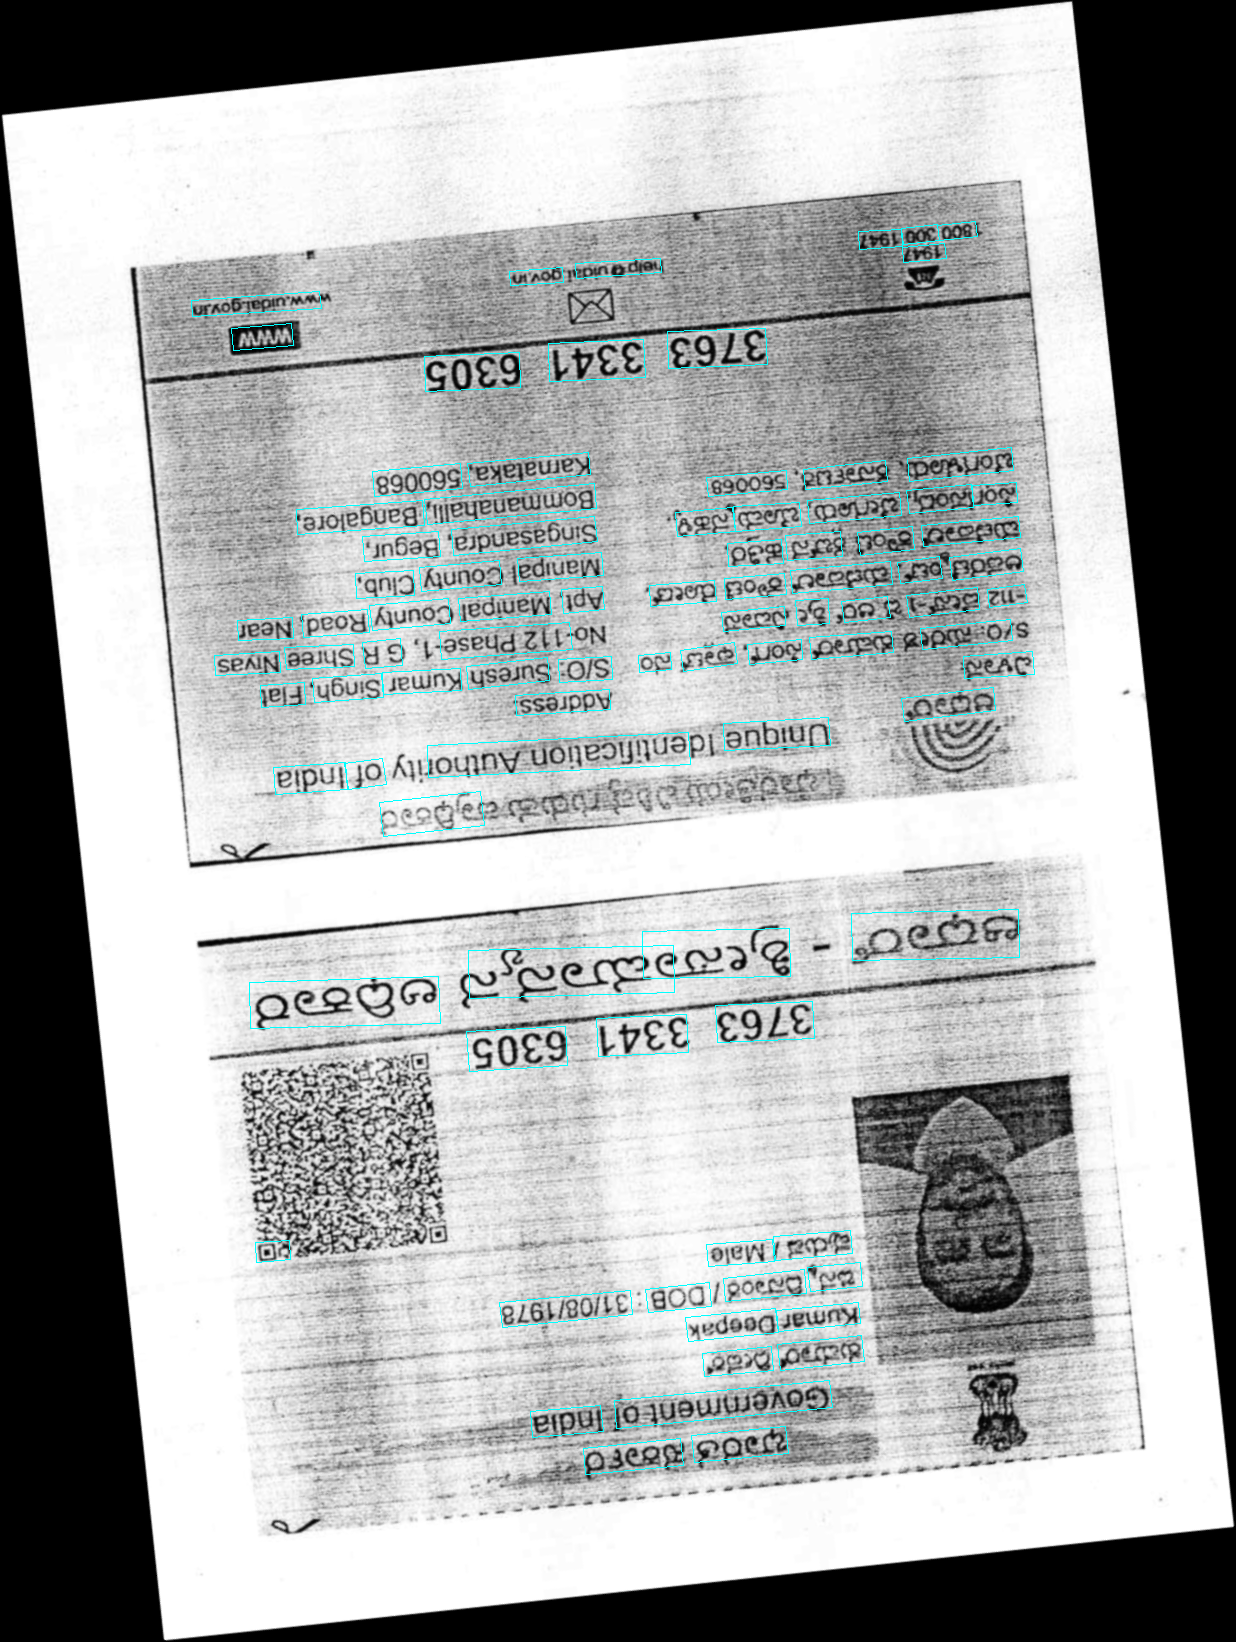 ಭಾರತ ಸರ್ಕಾರ
Government of India
ಕುಮಾರ್ ದೀಪಕ್
Kumar Deepak
ಜನ್ಮ ದಿನಾಂಕ / DOB : 31/08/1978
ಪುರುಷ / Male
3763 3341 6305
ಆಧಾರ್ - ಶ್ರೀಸಾಮಾನ್ಯನ ಅಧಿಕಾರ
ಭಾರತೀಯ ವಿಶಿಷ್ಟ ಗುರುತು ಪ್ರಾಧಿಕಾರ
Unique Identification Authority of India
ಆಧಾರ್
ವಿಳಾಸ:
S/O: ಸುರೇಶ ಕುಮಾರ್ ಸಿಂಗ್, ಫ್ಲಾಟ್ ನಂ
-112 ಪೇಸ್-1 ಜಿ ಆರ್ ಶ್ರೀ ನಿವಾಸ
ಮಣಿಪಾಲ್ ಕೌಂಟಿ ರೋಡ್,
ಮಣಿಪಾಲ್ ಕೌಂಟಿ ಕ್ಲಬ್ ಹತ್ತಿರ,
ಸಿಂಗಸಂದ್ರ, ಬೇಗೂರು, ಬೊಮ್ಮನಹಳ್ಳಿ,
ಬೆಂಗಳೂರು, ಕರ್ನಾಟಕ, 560068
Address:
S/O: Suresh Kumar Singh, Flat
No-112 Phase-1, G R Shree Nivas
Apt, Manipal County Road, Near
Manipal County Club,
Singasandra, Begur,
Bommanahalli, Bangalore,
Karnataka, 560068
3763 3341 6305
1947
1800 300 1947
help@uidai.gov.in
WWW
www.uidai.gov.in